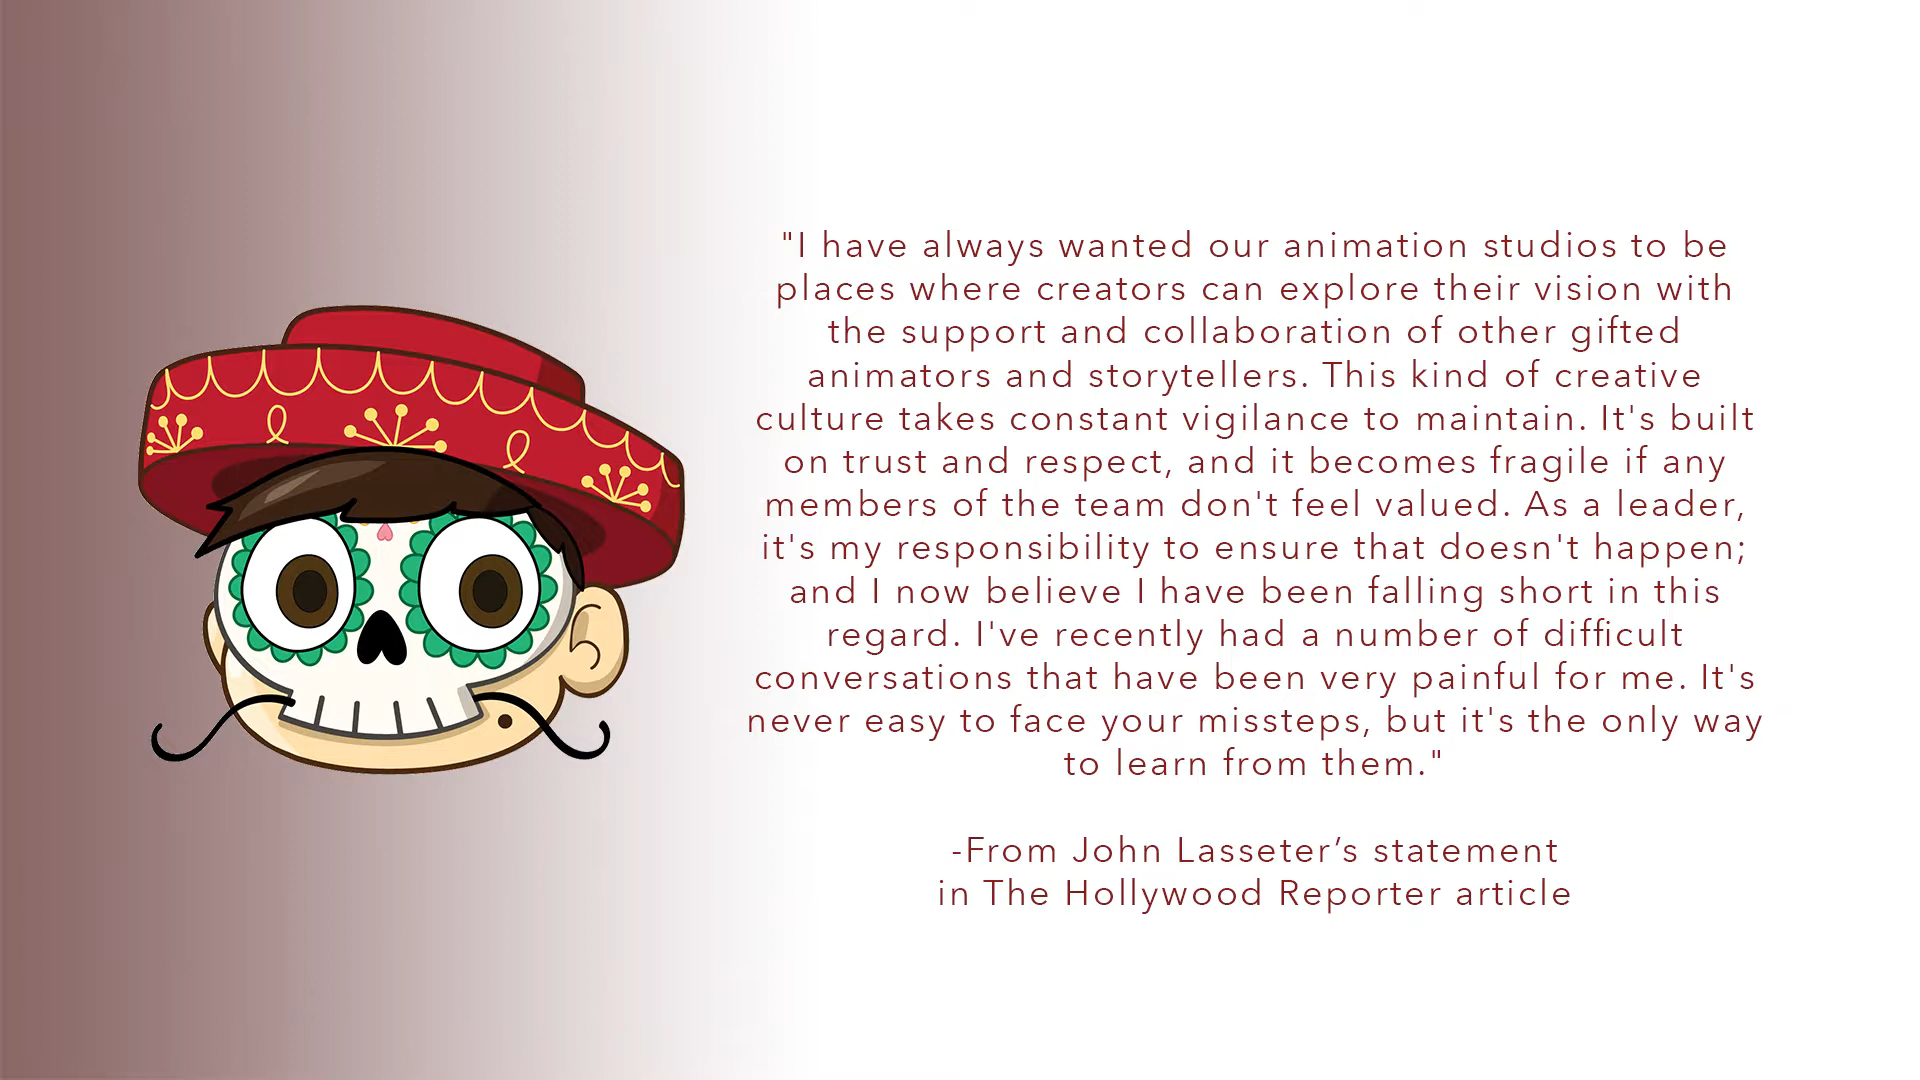 "I have always wanted our animation studios to be
places where creators can explore their vision with
the support and collaboration of other gifted
animators and storytellers. This kind of creative
culture takes constant vigilance to maintain. It's built
on trust and respect, and it becomes fragile if any
members of the team don't feel valued. As a leader,
it's my responsibility to ensure that doesn't happen;
and I now believe I have been falling short in this
regard. I've recently had a number of difficult
conversations that have been very painful for me. It's
never easy to face your missteps, but it's the only way
to learn from them."
-From John Lasseter’s statement
in The Hollywood Reporter article